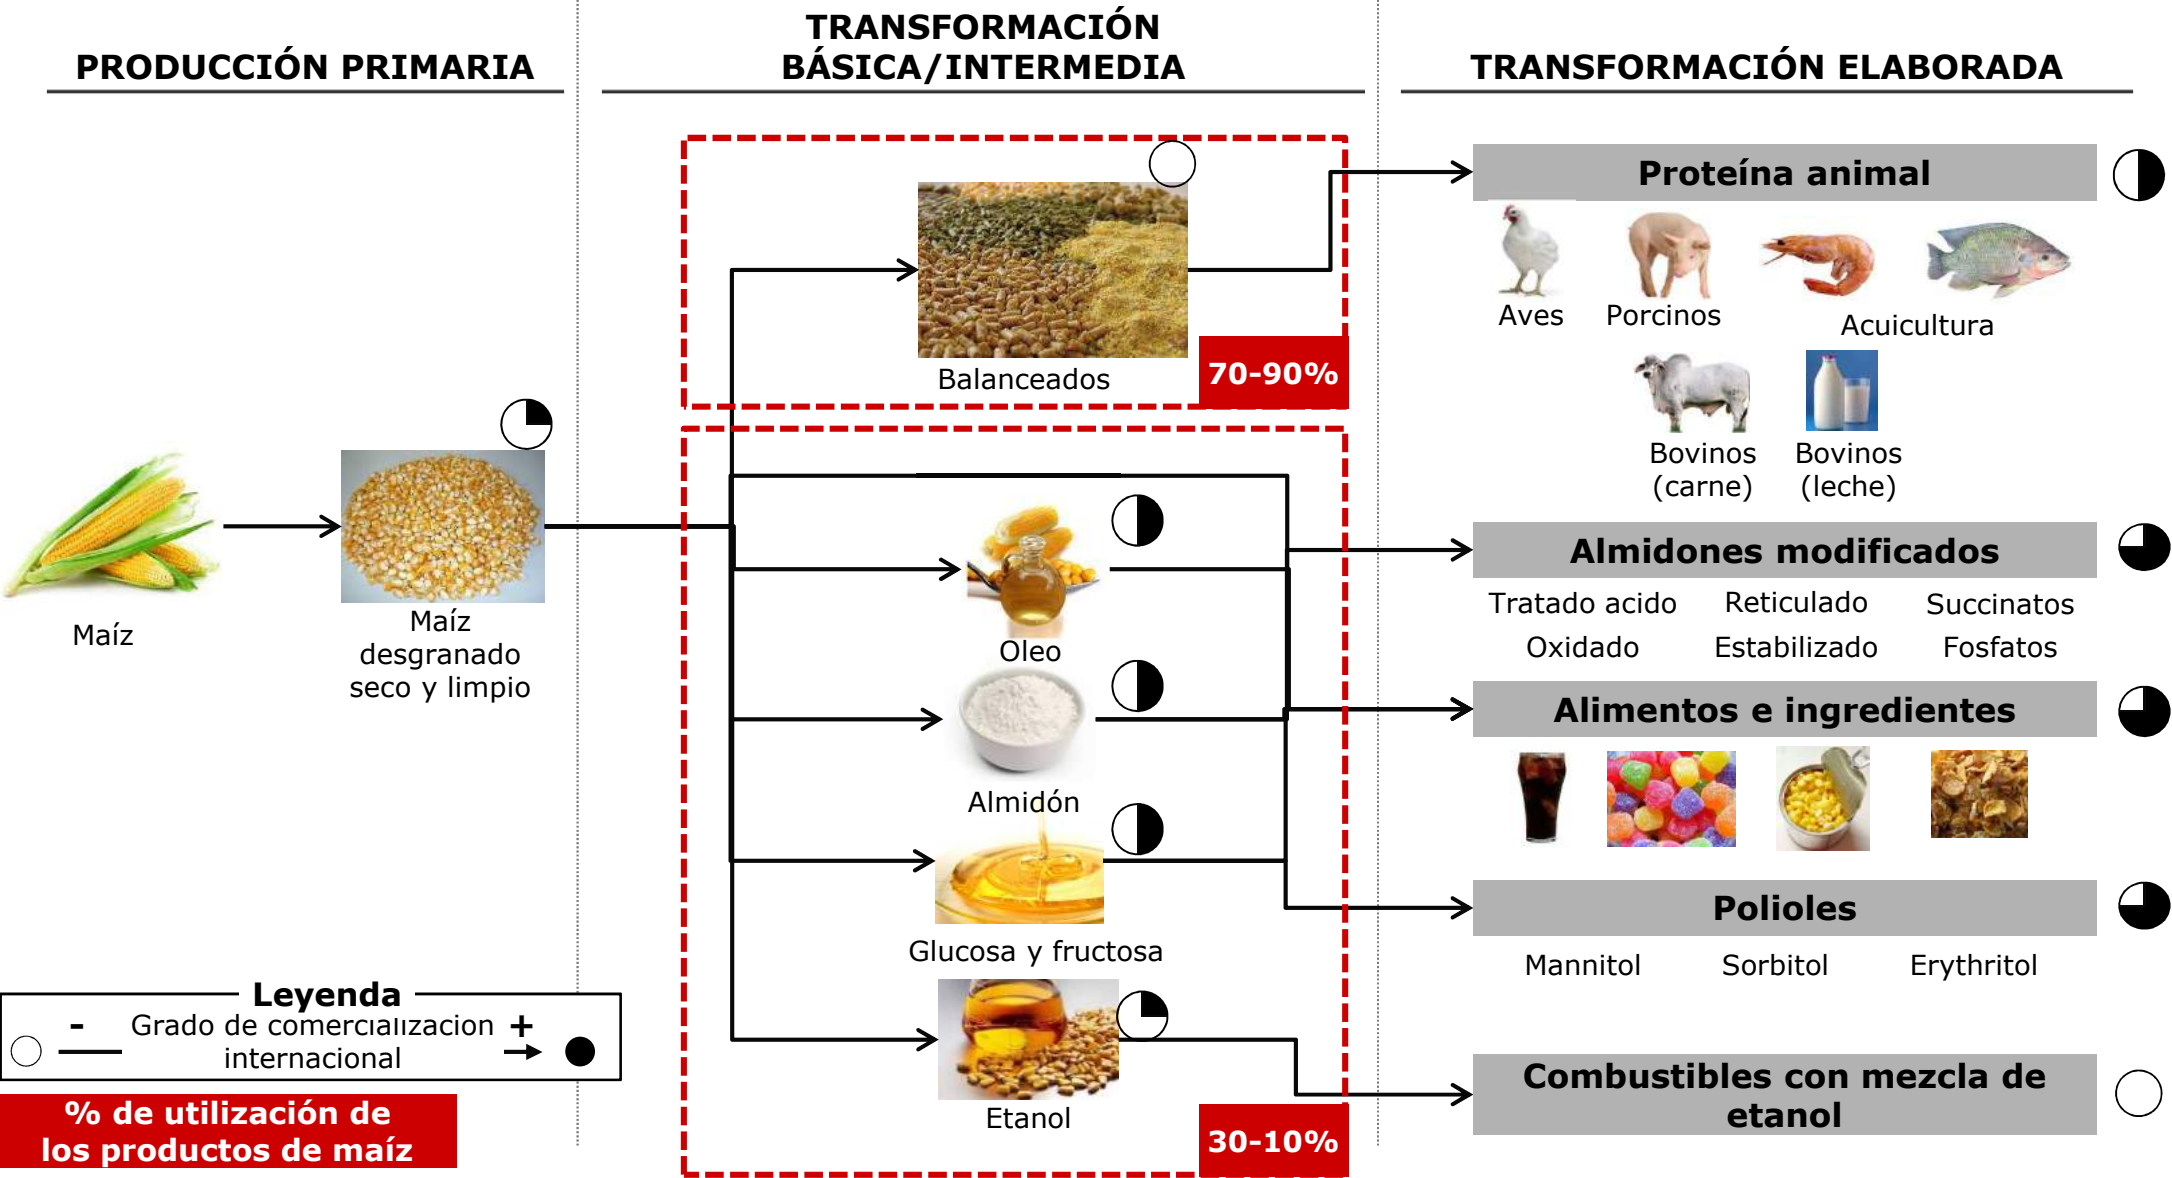 PRODUCCIÓN PRIMARIA
TRANSFORMACIÓN
BÁSICA/INTERMEDIA
TRANSFORMACIÓN ELABORADA
Maíz
Maíz
desgranado
seco y limpio
Balanceados
70-90%
Oleo
Almidón
Glucosa y fructosa
Etanol
30-10%
Proteína animal
Aves
Porcinos
Acuicultura
Bovinos
(carne)
Bovinos
(leche)
Almidones modificados
Tratado acido
Reticulado
Succinatos
Oxidado
Estabilizado
Fosfatos
Alimentos e ingredientes
Polioles
Mannitol
Sorbitol
Erythritol
Combustibles con mezcla de
etanol
Leyenda
- Grado de comercializacion +
internacional
% de utilización de
los productos de maíz